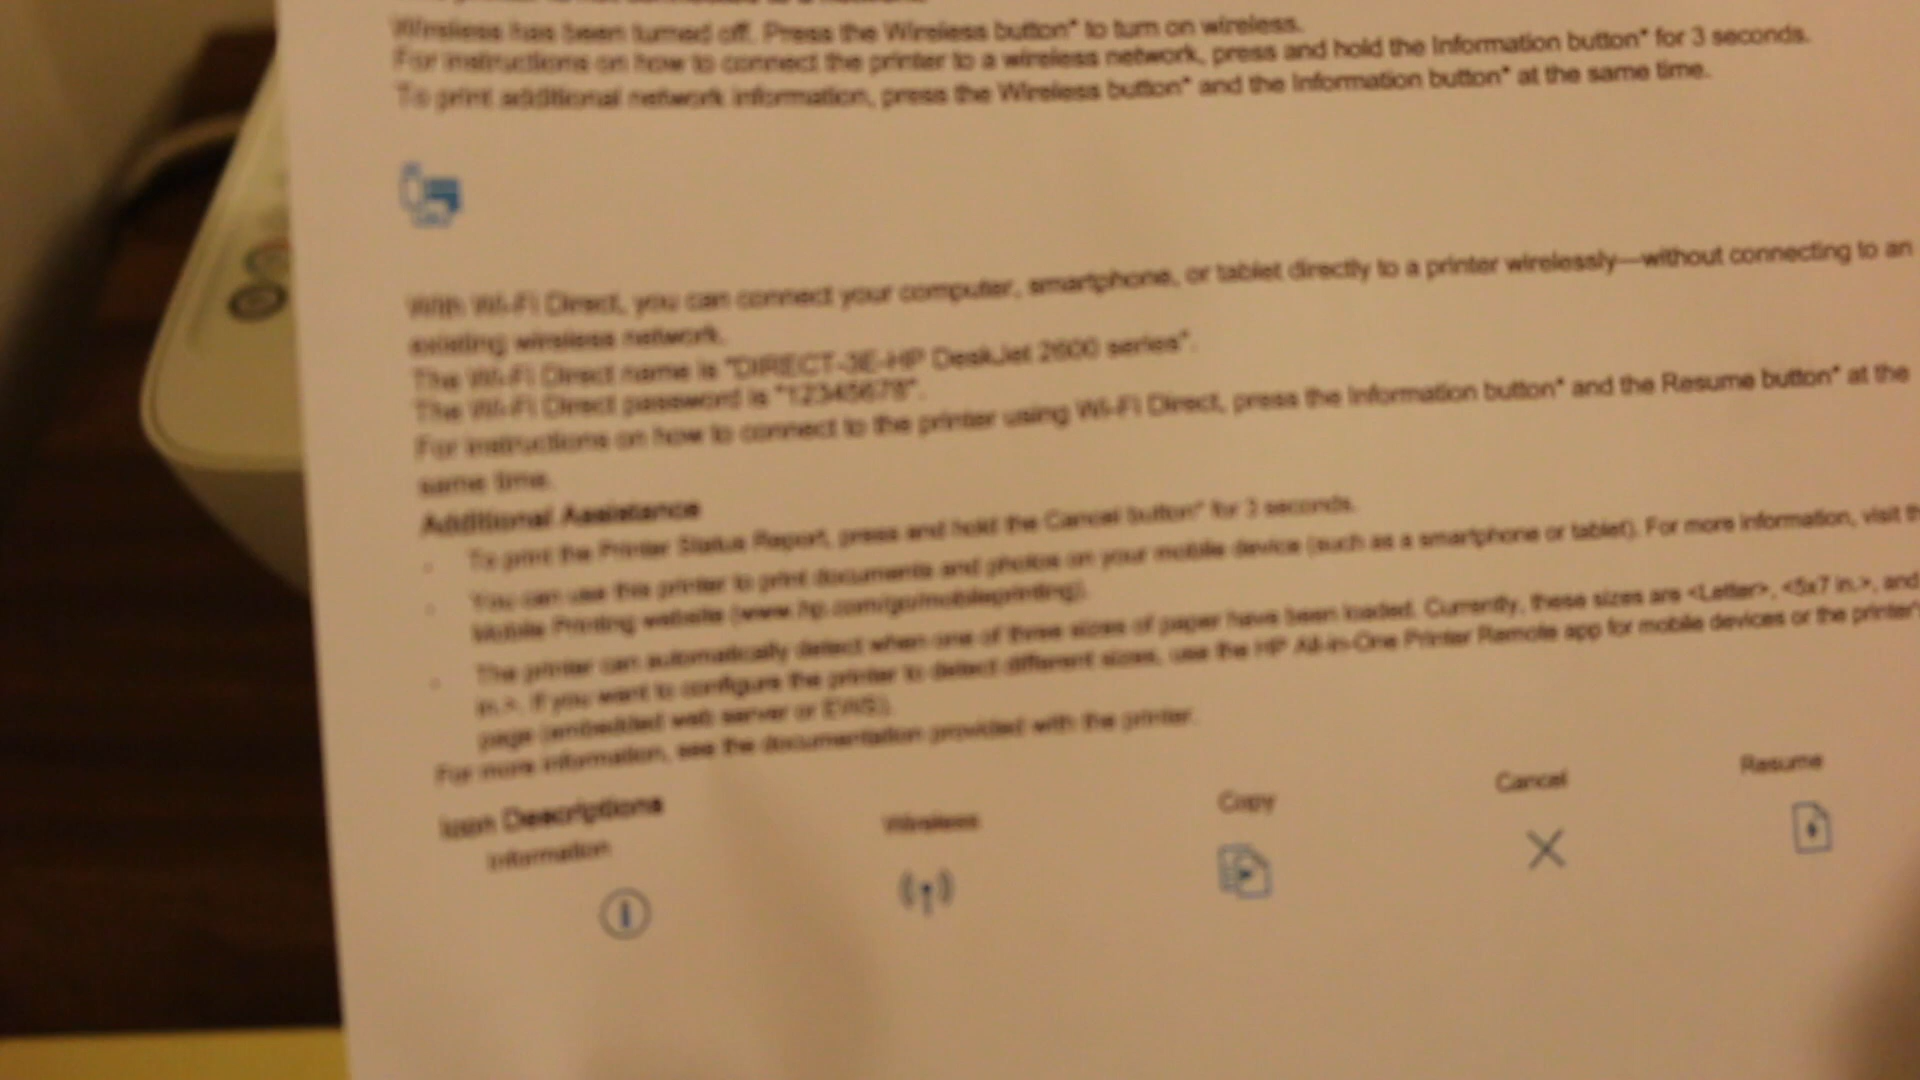 Wireless has been turned off. Press the Wireless button* to turn on wireless.
For instructions on how to connect the printer to a wireless network, press and hold the Information button* for 3 seconds.
To print additional network information, press the Wireless button* and the Information button* at the same time.
With Wi-Fi Direct, you can connect your computer, smartphone, or tablet directly to a printer wirelessly—without connecting to an
existing wireless network.
The Wi-Fi Direct name is "DIRECT-3E-HP DeskJet 2600 series".
The Wi-Fi Direct password is "12345678".
For instructions on how to connect to the printer using Wi-Fi Direct, press the Information button* and the Resume button* at the
same time.
Additional Assistance
To print the Printer Status Report, press and hold the Cancel button* for 3 seconds.
You can use this printer to print documents and photos on your mobile device (such as a smartphone or tablet). For more information, visit
Mobile Printing website (www.hp.com/go/mobileprinting).
The printer can automatically detect when one of three sizes of paper have been loaded. Currently, these sizes are <Letter>, <5x7 in.>, and
in.>. If you want to configure the printer to detect different sizes, use the HP All-in-One Printer Remote app for mobile devices or the printer'
page (embedded web server or EWS).
For more information, see the documentation provided with the printer.
Icon Descriptions
Information Wireless Copy Cancel Resume